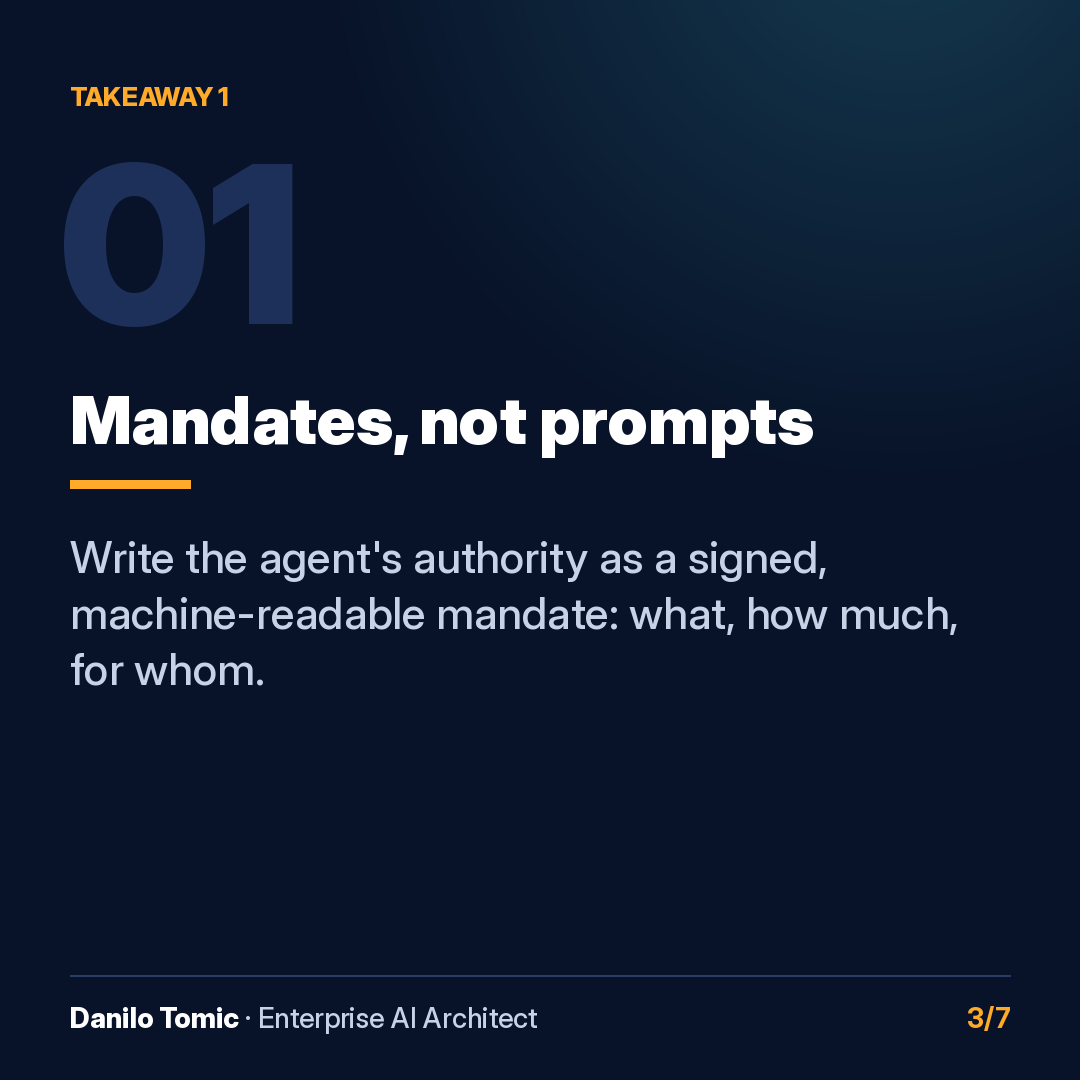 TAKEAWAY 1
01
Mandates, not prompts
Write the agent's authority as a signed,
machine-readable mandate: what, how much,
for whom.
Danilo Tomic · Enterprise AI Architect
3/7